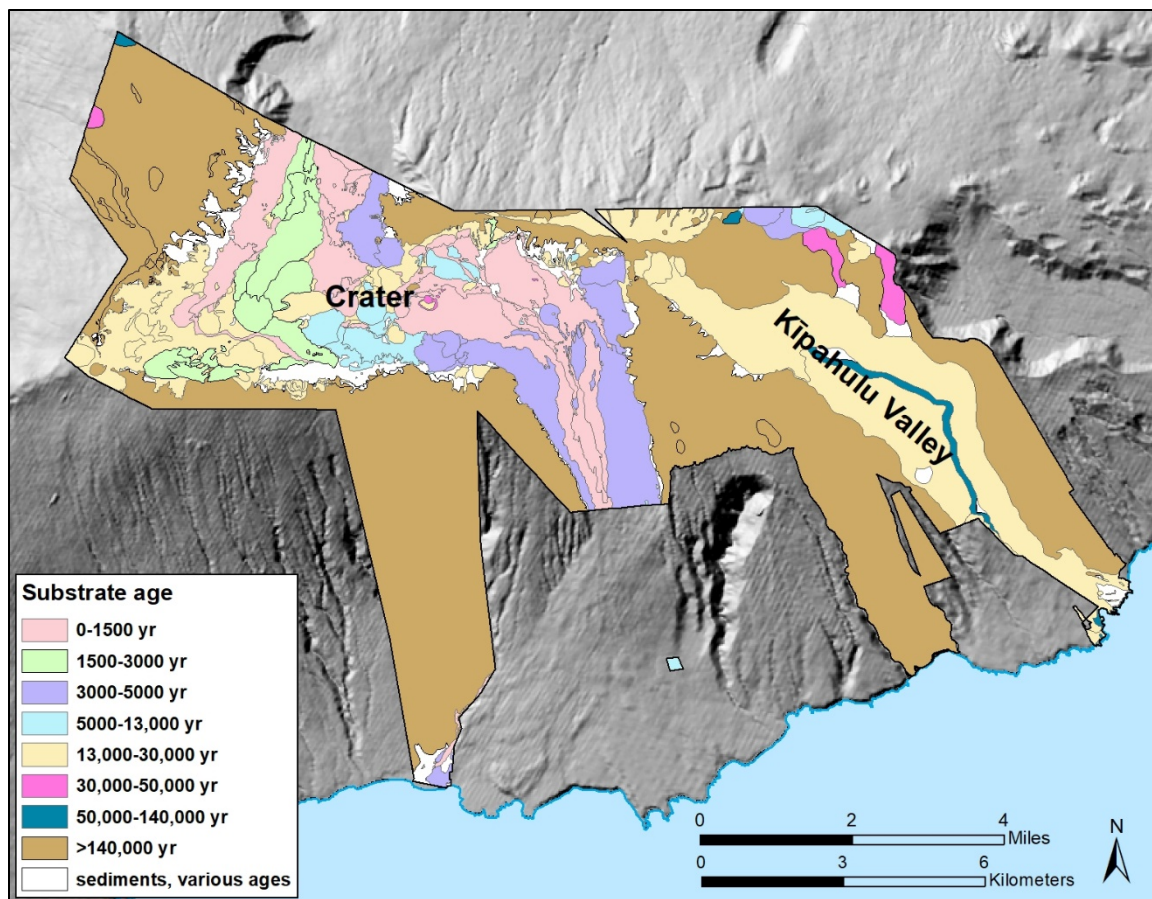 Crater
Kīpahulu Valley
Substrate age
0-1500 yr
1500-3000 yr
3000-5000 yr
5000-13,000 yr
13,000-30,000 yr
30,000-50,000 yr
50,000-140,000 yr
>140,000 yr
sediments, various ages
0 2 4
Miles
0 3 6
Kilometers
N